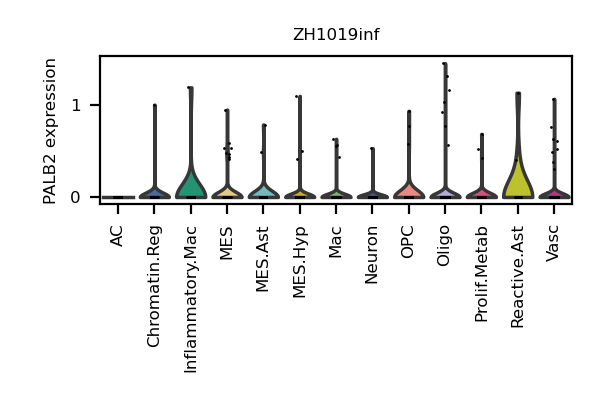 ZH1019inf
PALB2 expression
1
0
AC
Chromatin.Reg
Inflammatory.Mac
MES
MES.Ast
MES.Hyp
Mac
Neuron
OPC
Oligo
Prolif.Metab
Reactive.Ast
Vasc